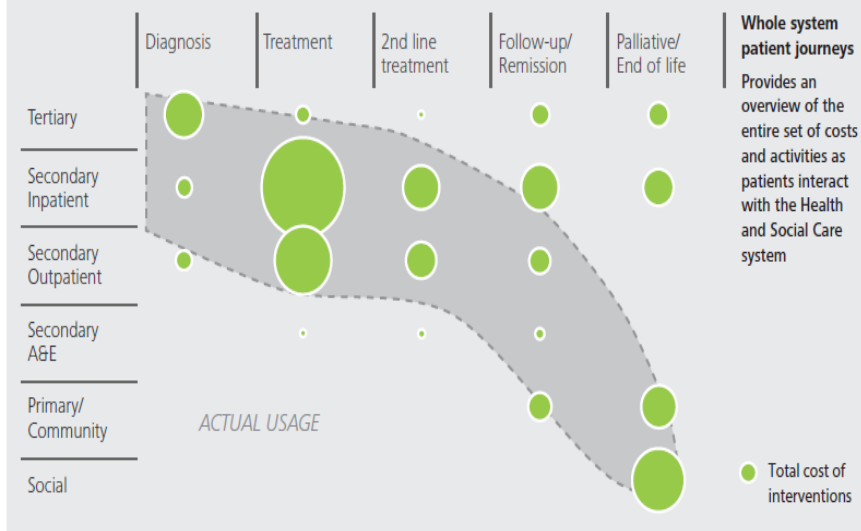 Diagnosis
Treatment
2nd line
treatment
Follow-up/
Remission
Palliative/
End of life
Whole system
patient journeys
Provides an
overview of the
entire set of costs
and activities as
patients interact
with the Health
and Social Care
system
Tertiary
Secondary
Inpatient
Secondary
Outpatient
Secondary
A&E
Primary/
Community
Social
ACTUAL USAGE
Total cost of
interventions